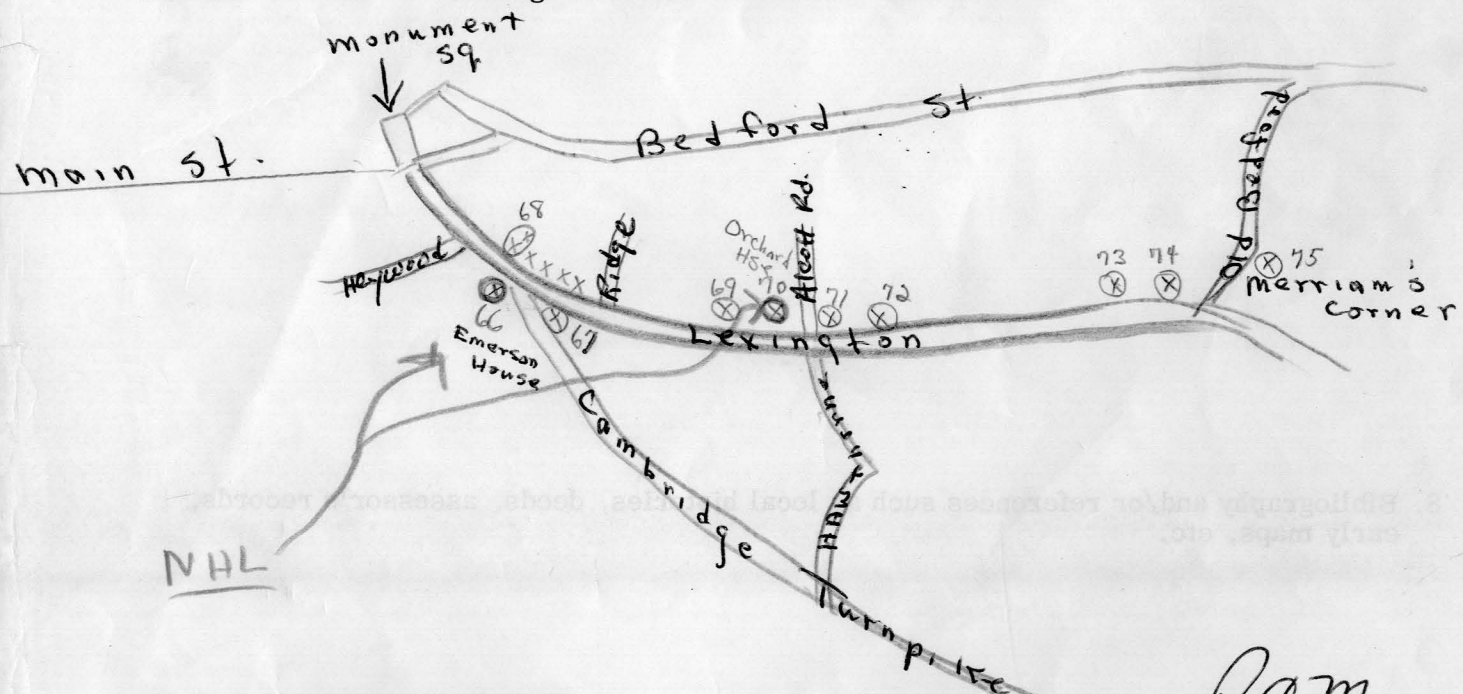 monument
sq
Bedford St.
main St.
Old Bedford
Alcott Rd.
68
Ridge
Orchard
HSE
Heywood
73 74
75
merriam's
corner
69 70 71 72
66
67
Lexington
Emerson
House
Cambridge Turnpike
NHL
8. Bibliography and/or references such as local histories, deeds, assessor's records,
early maps, etc.